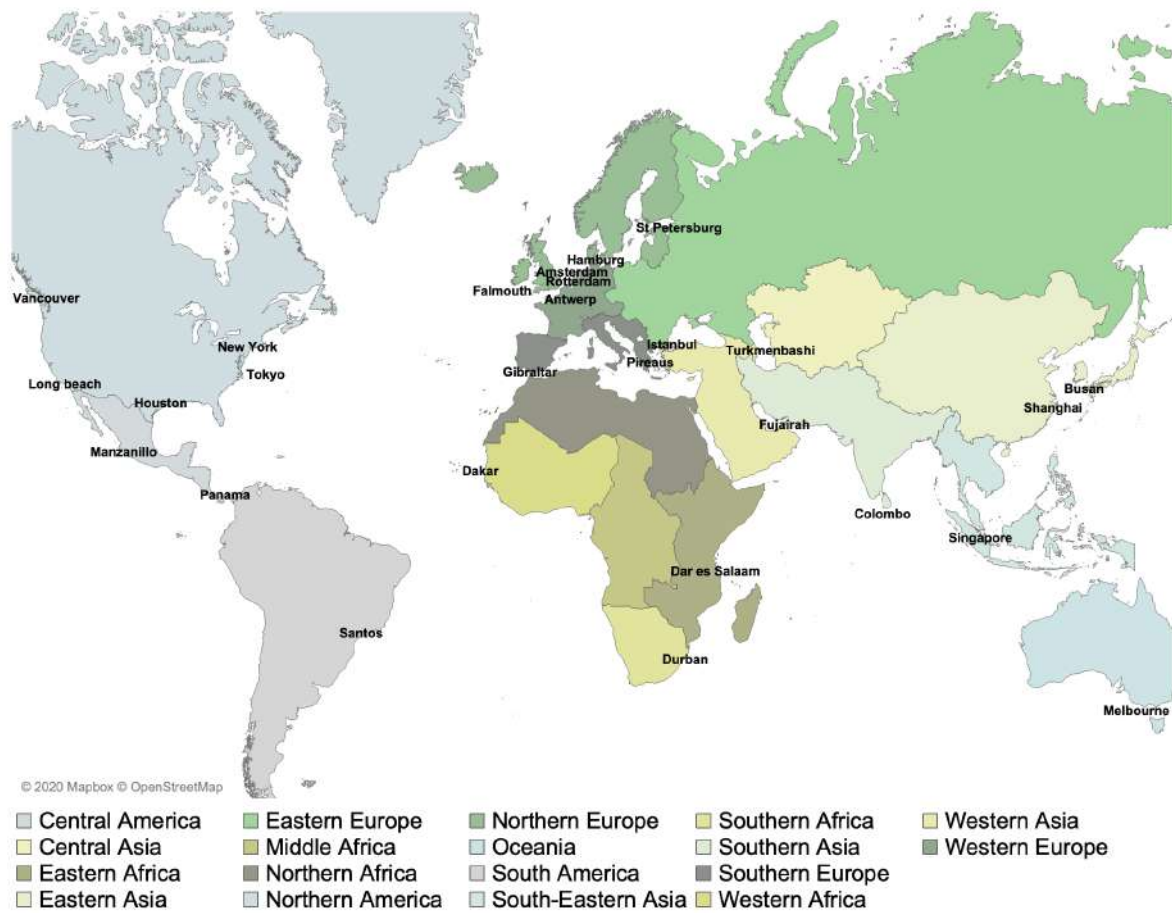 St Petersburg
Hamburg
Amsterdam
Rotterdam
Falmouth
Vancouver
Antwerp
New York
Istanbul
Turkmenbashi
Pireaus
Gibraltar
Tokyo
Long beach
Busan
Houston
Shanghai
Fujairah
Manzanillo
Dakar
Panama
Colombo
Singapore
Dar es Salaam
Santos
Durban
Melbourne
© 2020 Mapbox © OpenStreetMap
Central America
Eastern Europe
Northern Europe
Southern Africa
Western Asia
Central Asia
Middle Africa
Oceania
Southern Asia
Western Europe
Eastern Africa
Northern Africa
South America
Southern Europe
Eastern Asia
Northern America
South-Eastern Asia
Western Africa